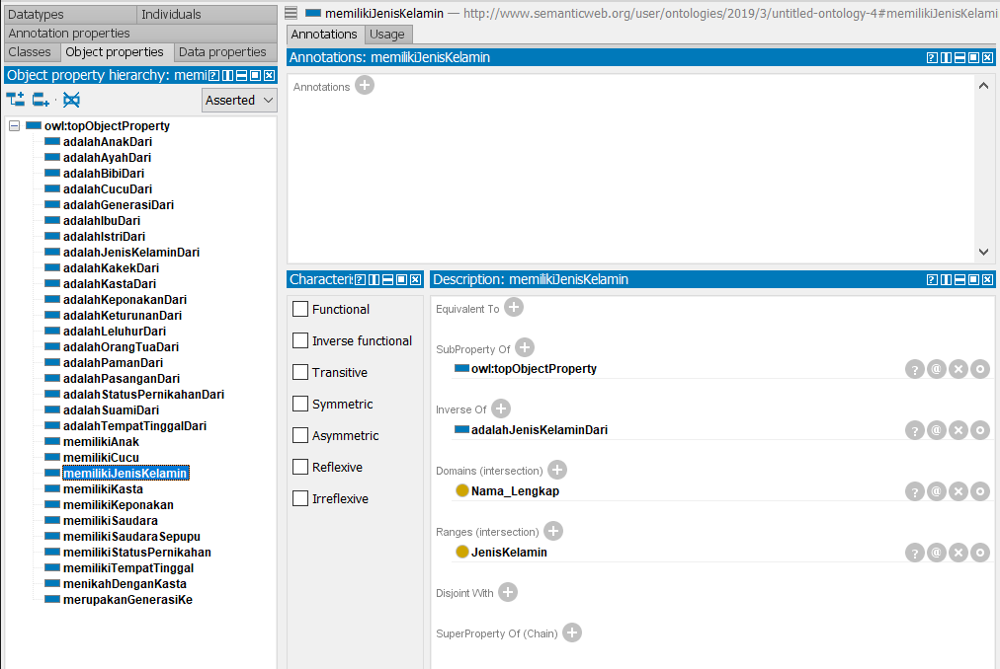 Datatypes Individuals
Annotation properties
Classes Object properties Data properties
Object property hierarchy: memi
Asserted
owl:topObjectProperty
adalahAnakDari
adalahAyahDari
adalahBibiDari
adalahCucuDari
adalahGenerasiDari
adalahIbuDari
adalahIstriDari
adalahJenisKelaminDari
adalahKakekDari
adalahKastaDari
adalahKeponakanDari
adalahKeturunanDari
adalahLeluhurDari
adalahOrangTuaDari
adalahPamanDari
adalahPasanganDari
adalahStatusPernikahanDari
adalahSuamiDari
adalahTempatTinggalDari
memilikiAnak
memilikiCucu
memilikiJenisKelamin
memilikiKasta
memilikiKeponakan
memilikiSaudara
memilikiSaudaraSepupu
memilikiStatusPernikahan
memilikiTempatTinggal
menikahDenganKasta
merupakanGenerasiKe
memilikiJenisKelamin — http://www.semanticweb.org/user/ontologies/2019/3/untitled-ontology-4#memilikiJenisKelami
Annotations Usage
Annotations: memilikiJenisKelamin
Annotations
Characteris
Functional
Inverse functional
Transitive
Symmetric
Asymmetric
Reflexive
Irreflexive
Description: memilikiJenisKelamin
Equivalent To
SubProperty Of
owl:topObjectProperty
Inverse Of
adalahJenisKelaminDari
Domains (intersection)
Nama_Lengkap
Ranges (intersection)
JenisKelamin
Disjoint With
SuperProperty Of (Chain)